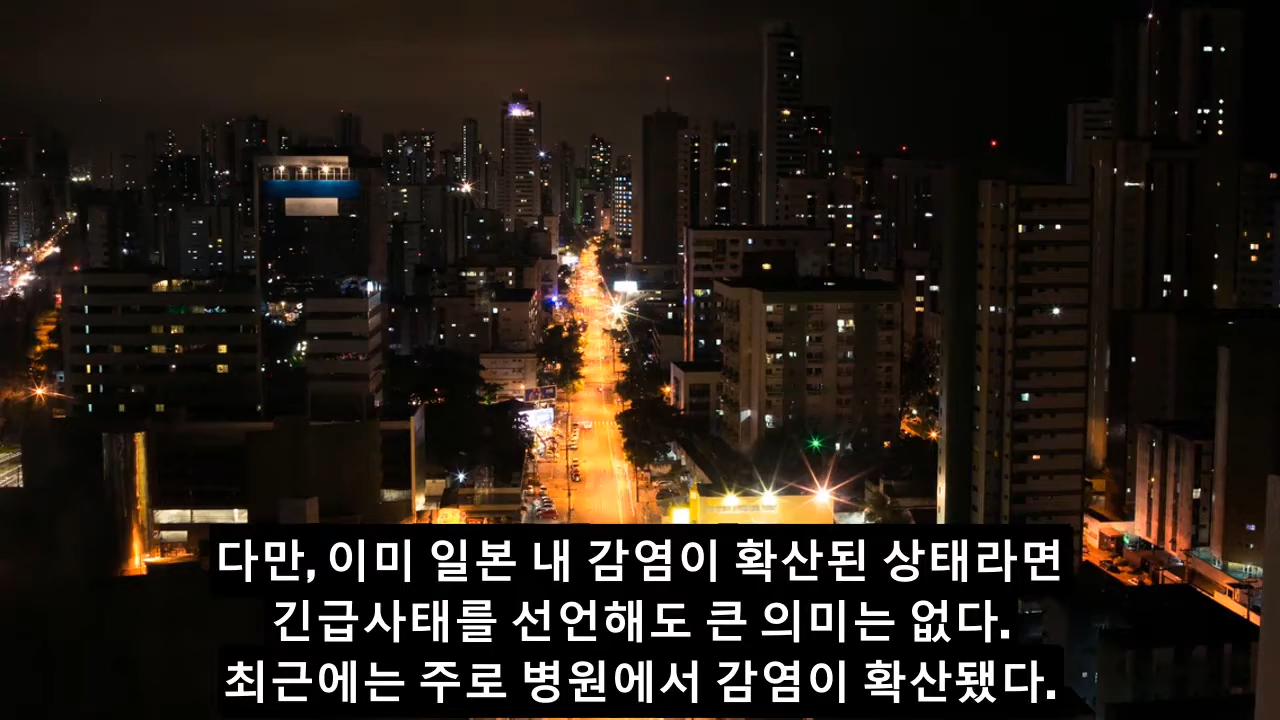 다만, 이미 일본 내 감염이 확산된 상태라면
긴급사태를 선언해도 큰 의미는 없다.
최근에는 주로 병원에서 감염이 확산됐다.